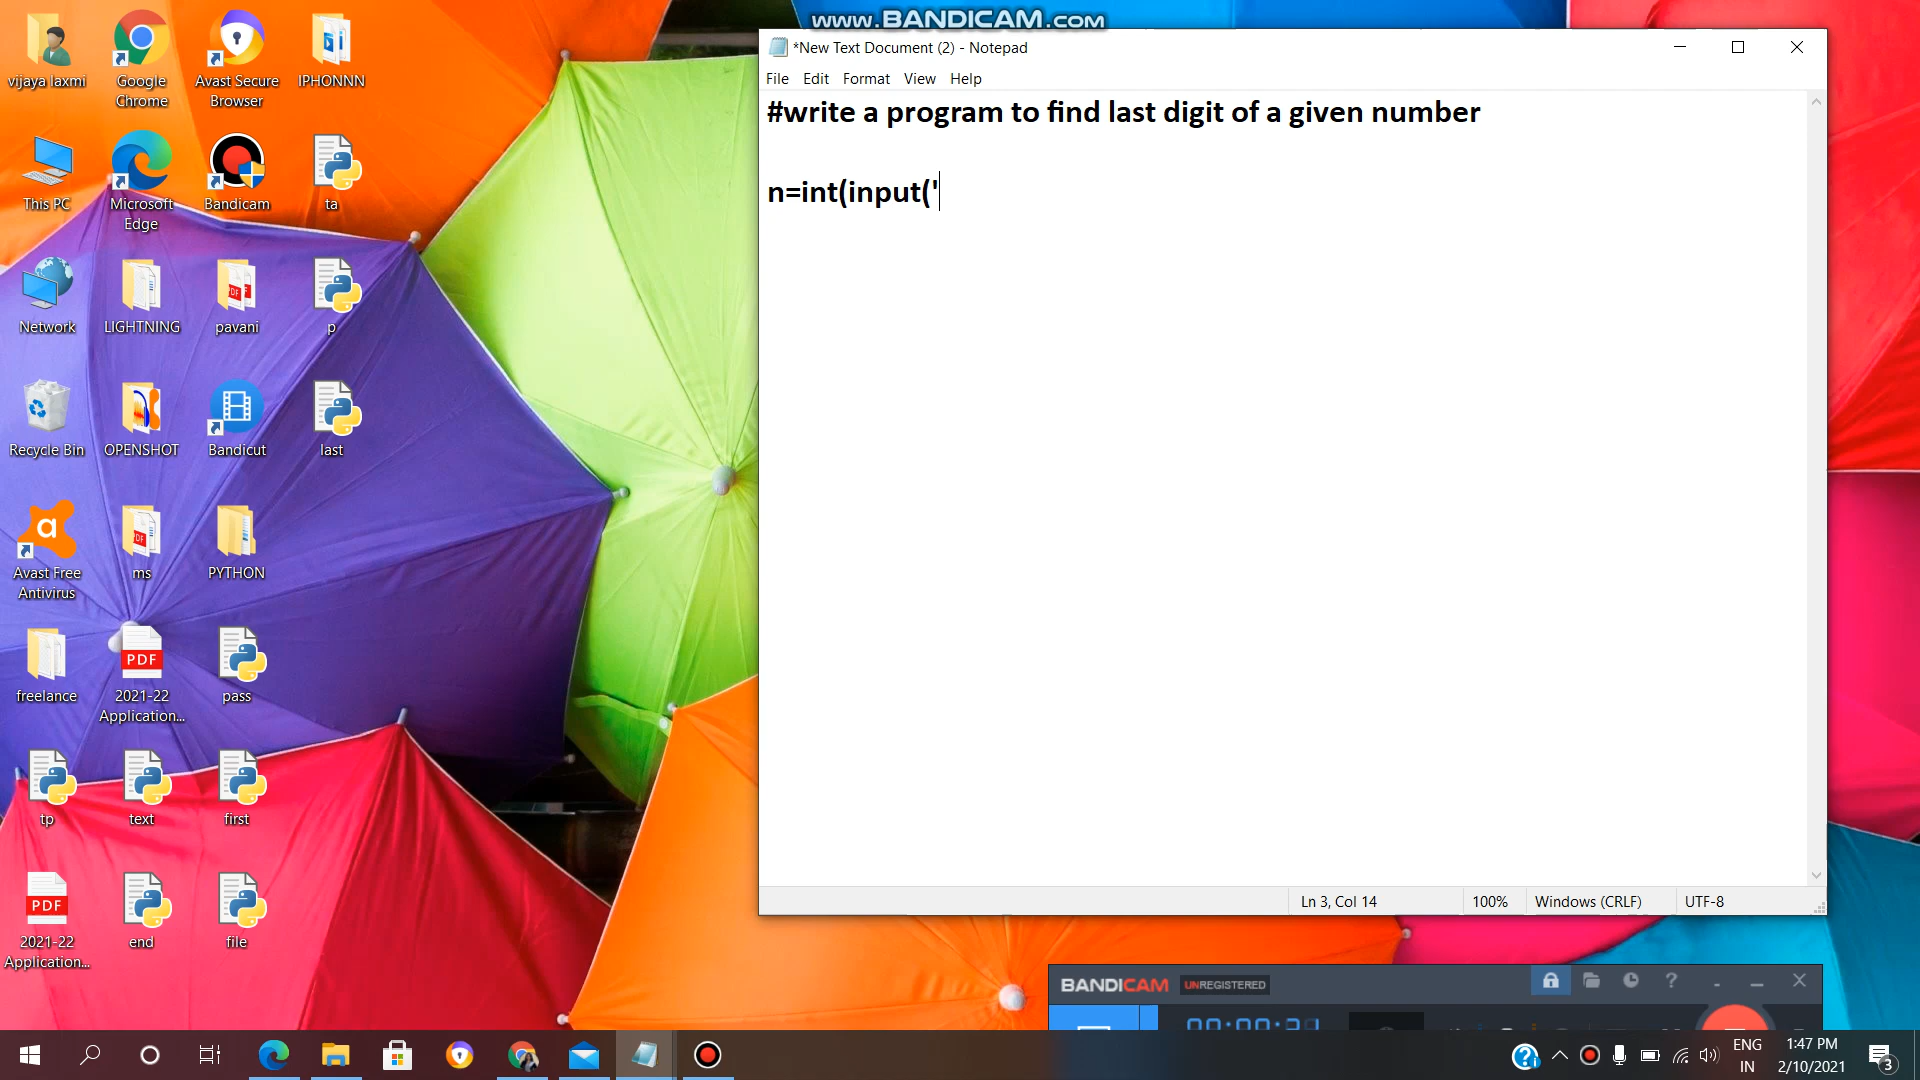 www.BANDICAM.com
*New Text Document (2) - Notepad
File Edit Format View Help
#write a program to find last digit of a given number
n=int(input('
Ln 3, Col 14
100%
Windows (CRLF)
UTF-8
vijaya laxmi
Google Chrome
Avast Secure Browser
IPHONNN
This PC
Microsoft Edge
Bandicam
ta
Network
LIGHTNING
pavani
p
Recycle Bin
OPENSHOT
Bandicut
last
Avast Free Antivirus
ms
PYTHON
freelance
PDF
2021-22 Application...
pass
tp
text
first
PDF
2021-22 Application...
end
file
BANDICAM UNREGISTERED
00:00:21
ENG
IN
1:47 PM
2/10/2021
3